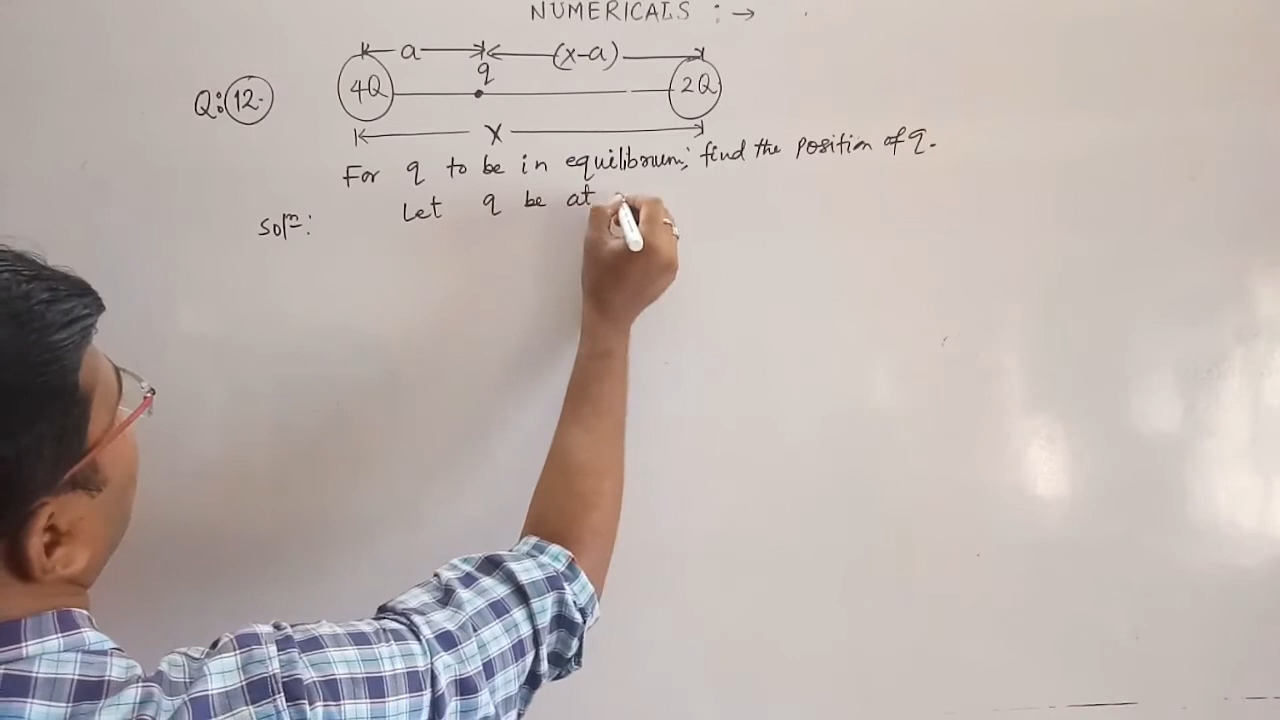 NUMERICALS : →
a (x-a)
q
Q: 12. 4Q 2Q
x
For q to be in equilibrium; find the position of q.
Solⁿ: Let q be at